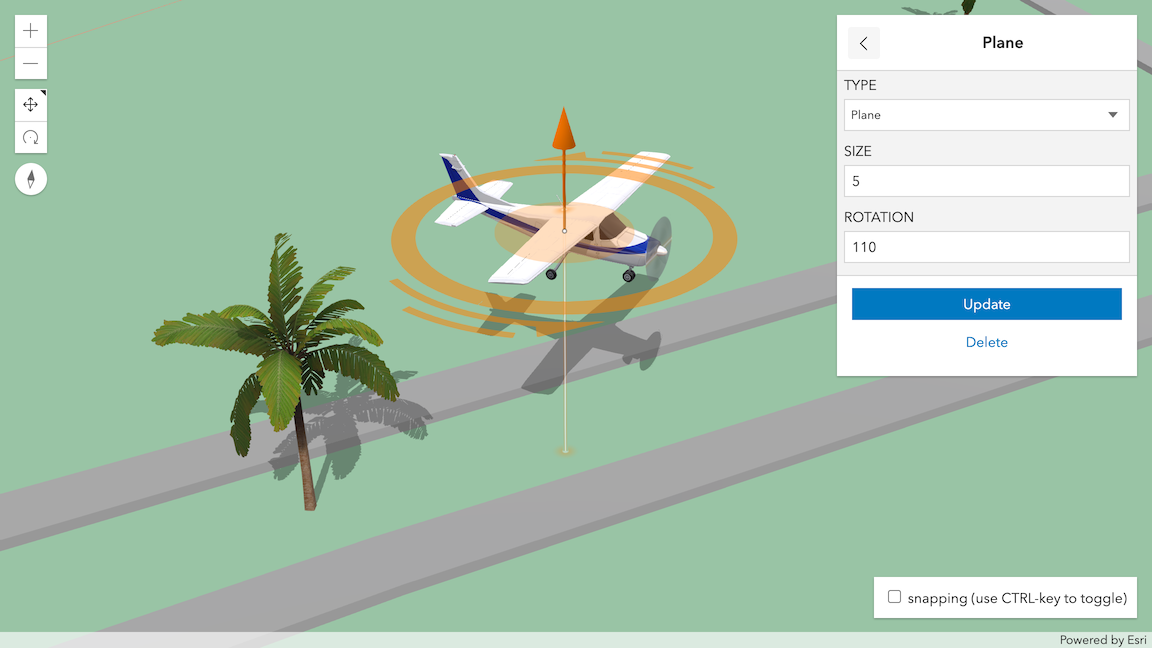 Plane
TYPE
Plane
SIZE
5
ROTATION
110
Update
Delete
snapping (use CTRL-key to toggle)
Powered by Esri